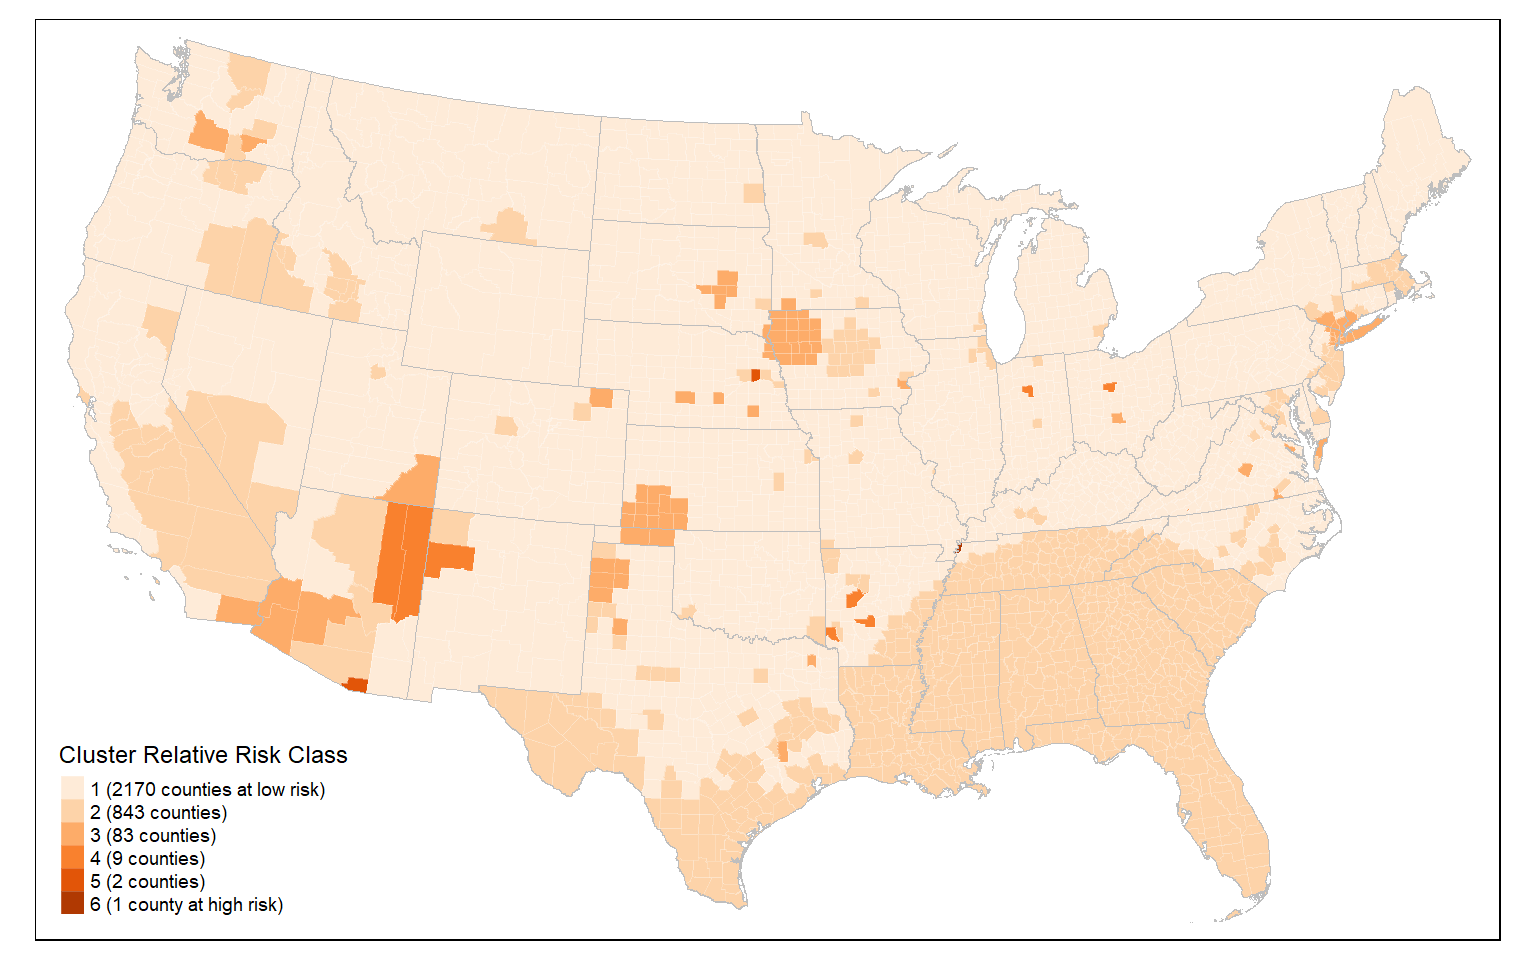 Cluster Relative Risk Class
1 (2170 counties at low risk)
2 (843 counties)
3 (83 counties)
4 (9 counties)
5 (2 counties)
6 (1 county at high risk)